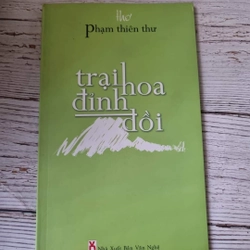 Thơ
Phạm thiên thư
trại hoa
đỉnh
đồi
Nhà Xuất Bản Văn Nghệ